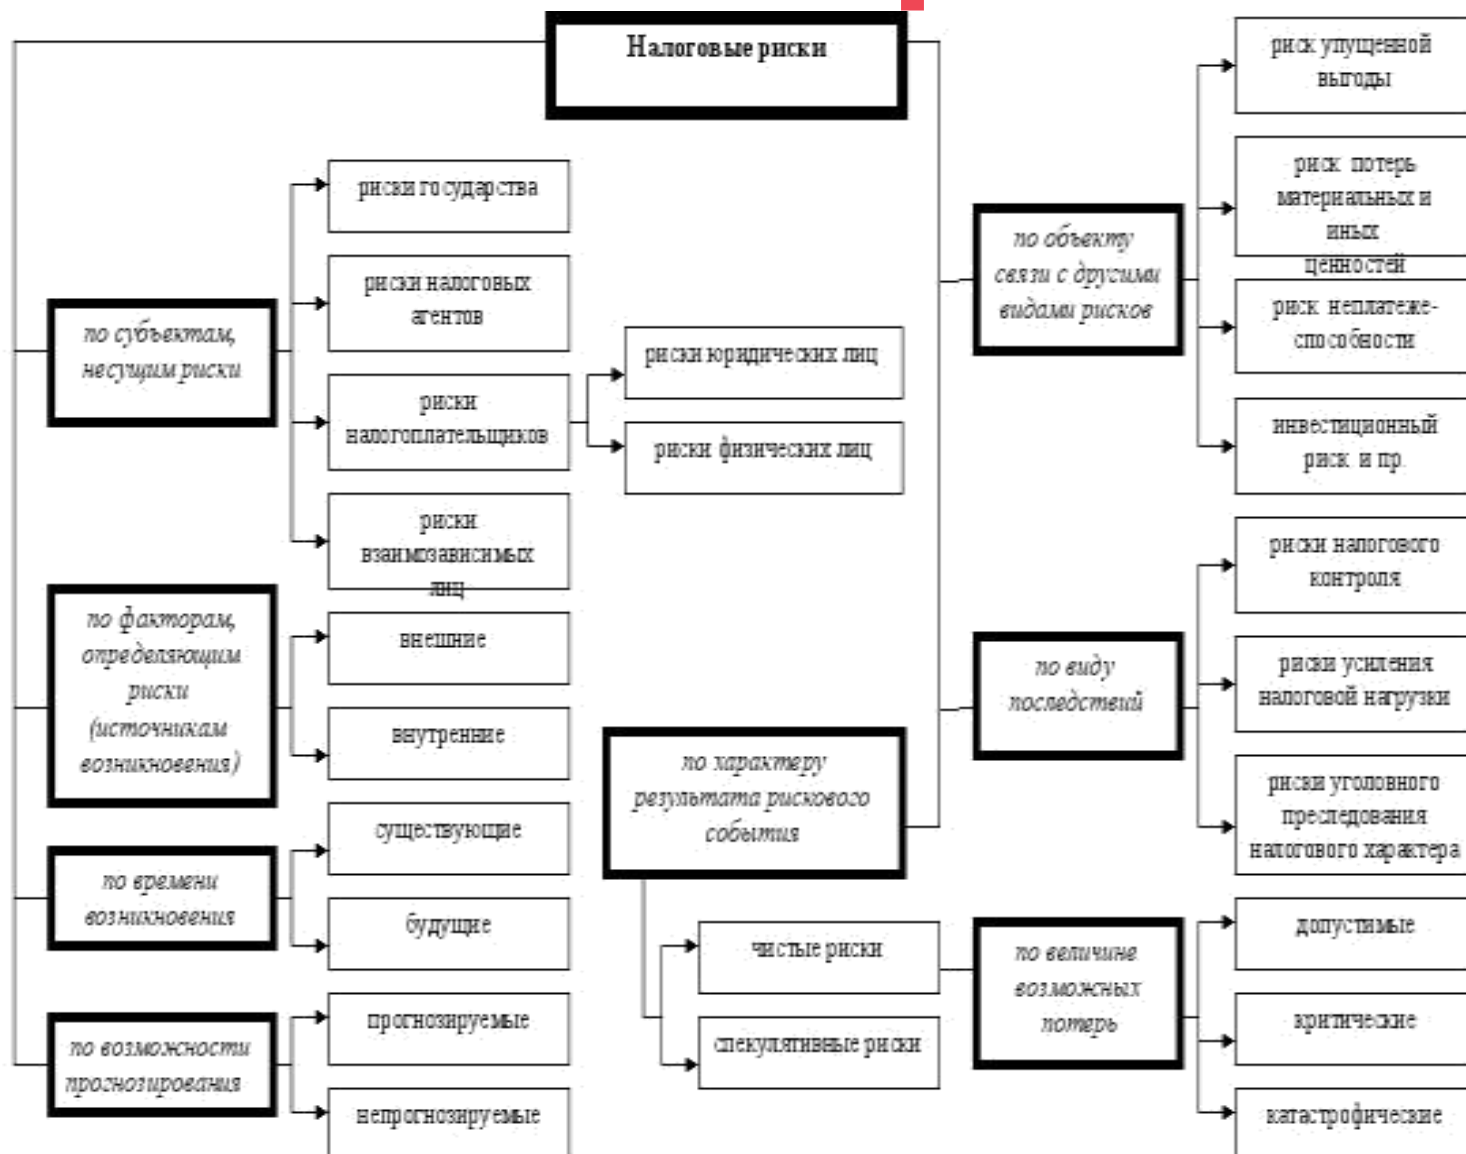 Налоговые риски
по субъектам,
несущим риски
риски государства
риски налоговых
агентов
риски
налогоплательщиков
риски юридических лиц
риски физических лиц
риски
взаимозависимых
лиц
по факторам,
определяющим
риски
(источникам
возникновения)
внешние
внутренние
по времени
возникновения
существующие
будущие
по возможности
прогнозирования
прогнозируемые
непрогнозируемые
по характеру
результата рискового
события
чистые риски
спекулятивные риски
по объекту
связи с другими
видами рисков
риск упущенной
выгоды
риск потерь
материальных и
иных
ценностей
риск неплатеже-
способности
инвестиционный
риск и пр.
по виду
последствий
риски налогового
контроля
риски усиления
налоговой нагрузки
риски уголовного
преследования
налогового характера
по величине
возможных
потерь
допустимые
критические
катастрофические